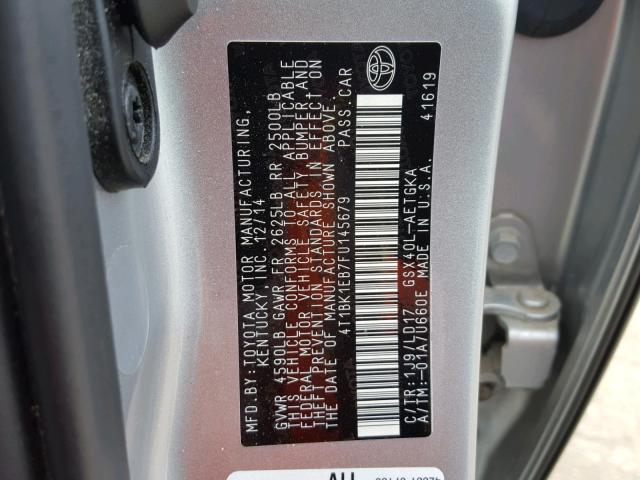 MFD.BY:TOYOTA MOTOR MANUFACTURING,
KENTUCKY, INC. 12/14
GVWR 4590LB GAWR FR 2625LB RR 2500LB
THIS VEHICLE CONFORMS TO ALL APPLICABLE
FEDERAL MOTOR VEHICLE SAFETY BUMPER, AND
THEFT PREVENTION STANDARDS IN EFFECT ON
THE DATE OF MANUFACTURE SHOWN ABOVE.
4T1BK1EB7FU145679 PASS.CAR
C/TR:1J9/LD17 GSX40L-AETGKA
A/TM:-01A/U660E MADE IN U.S.A. 41619